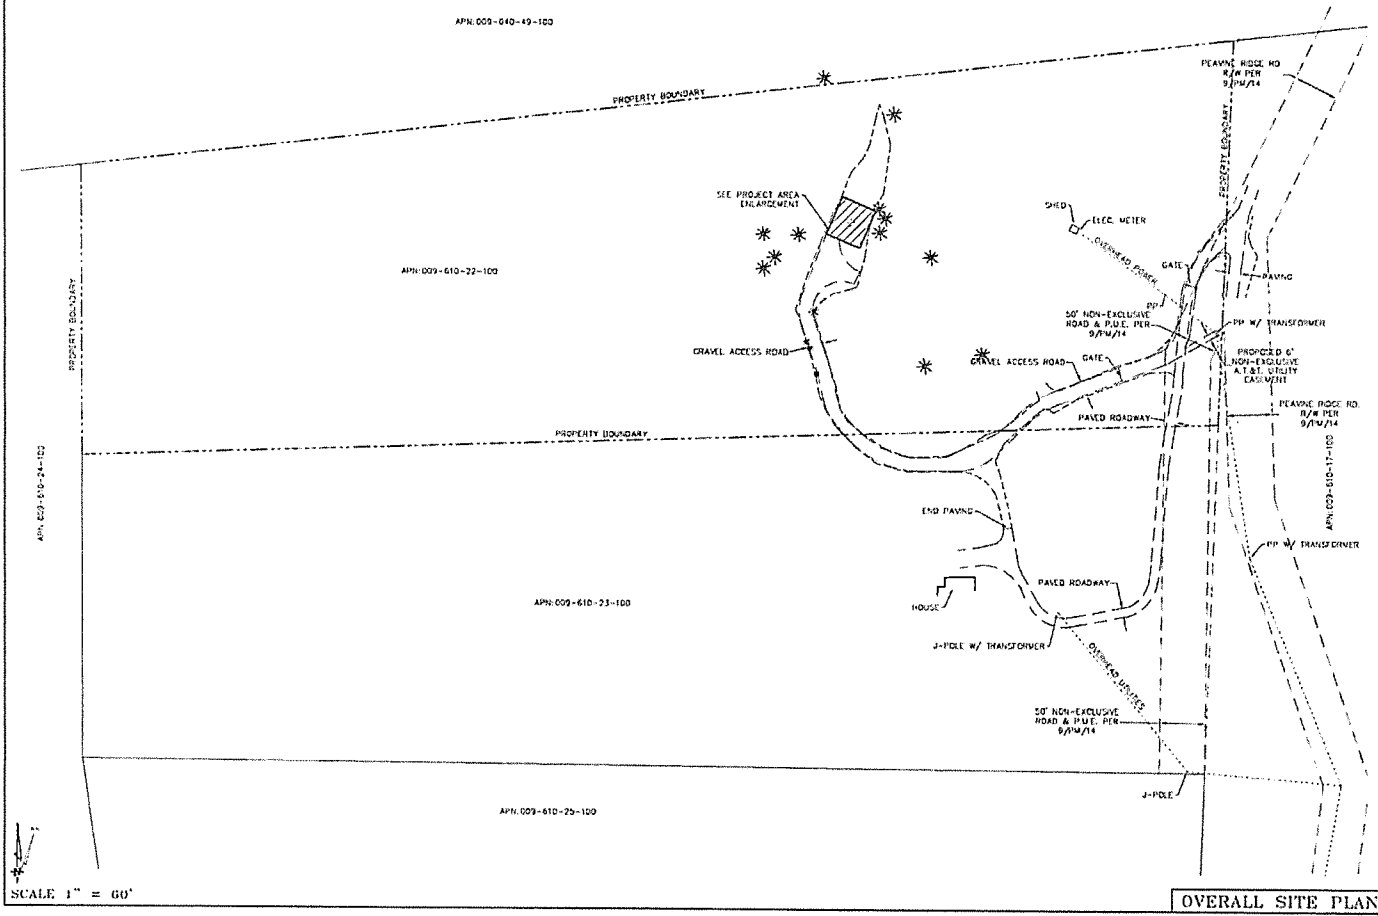 APN:009-040-49-100
PEAVINE RIDGE RD
R/W PER
9/PM/14
PROPERTY BOUNDARY
PROPERTY BOUNDARY
SEE PROJECT AREA
ENLARGEMENT
SHED
ELEC. METER
OVERHEAD POWER
GATE
PAVING
APN:009-610-22-100
PROPERTY BOUNDARY
PP
50' NON-EXCLUSIVE
ROAD & P.U.E. PER
9/PM/14
PP W/ TRANSFORMER
GRAVEL ACCESS ROAD
GRAVEL ACCESS ROAD
GATE
PROPOSED 6'
NON-EXCLUSIVE
A.T.&T. UTILITY
EASEMENT
PAVED ROADWAY
PEAVINE RIDGE RD.
R/W PER
9/PM/14
PROPERTY BOUNDARY
APN:009-610-24-100
APN:009-610-17-100
END PAVING
PP W/ TRANSFORMER
PAVED ROADWAY
APN:009-610-23-100
HOUSE
J-POLE W/ TRANSFORMER
OVERHEAD UTILITIES
50' NON-EXCLUSIVE
ROAD & P.U.E. PER
9/PM/14
J-POLE
APN:009-610-25-100
SCALE 1" = 60'
OVERALL SITE PLAN